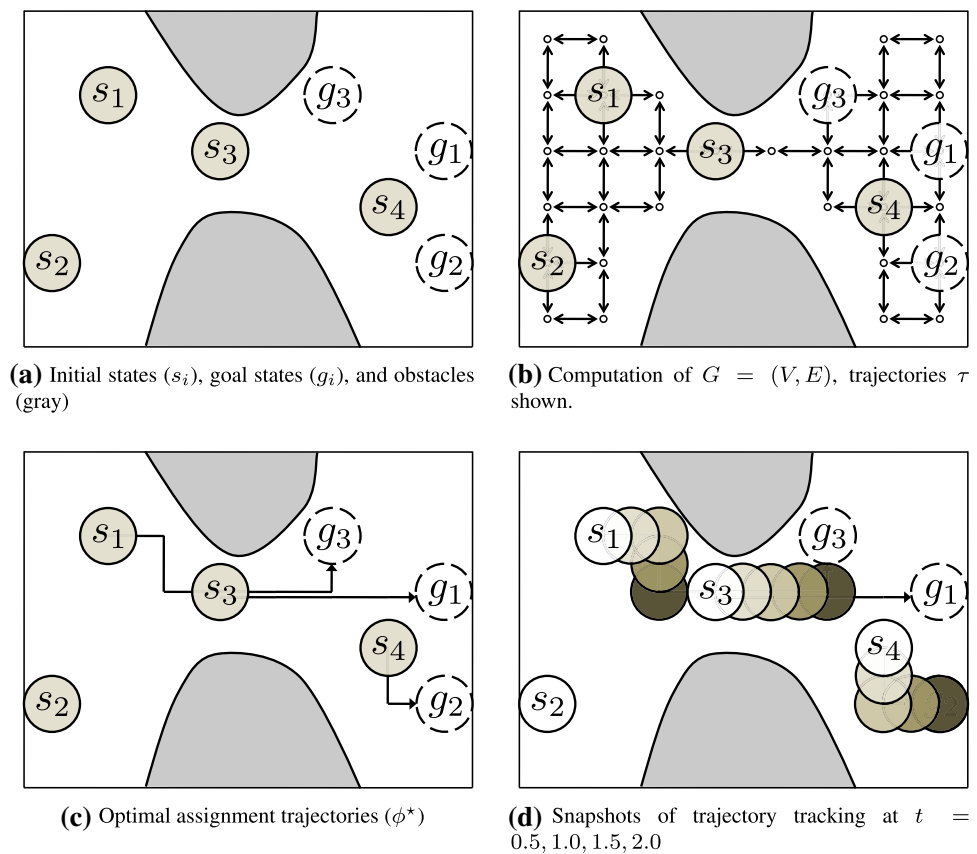 s1
g3
s3
g1
s4
s2
g2
(a) Initial states (si), goal states (gi), and obstacles
(gray)
s1
g3
s3
g1
s4
s2
g2
(b) Computation of G = (V, E), trajectories τ
shown.
s1
g3
s3
g1
s4
s2
g2
(c) Optimal assignment trajectories (ϕ⋆)
s1
g3
s3
g1
s4
s2
(d) Snapshots of trajectory tracking at t =
0.5, 1.0, 1.5, 2.0